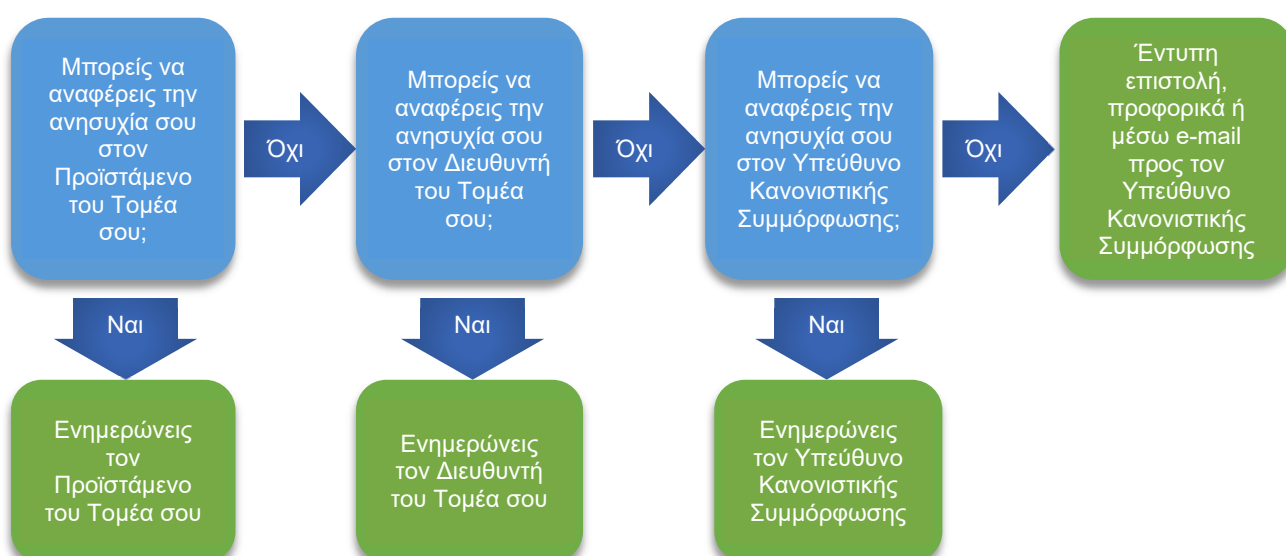 Μπορείς να
αναφέρεις την
ανησυχία σου
στον
Προϊστάμενο
του Τομέα
σου;
Όχι
Μπορείς να
αναφέρεις την
ανησυχία σου
στον Διευθυντή
του Τομέα
σου;
Όχι
Μπορείς να
αναφέρεις την
ανησυχία σου
στον Υπεύθυνο
Κανονιστικής
Συμμόρφωσης;
Όχι
Έντυπη
επιστολή,
προφορικά ή
μέσω e-mail
προς τον
Υπεύθυνο
Κανονιστικής
Συμμόρφωσης
Ναι
Ναι
Ναι
Ενημερώνεις
τον
Προϊστάμενο
του Τομέα σου
Ενημερώνεις
τον Διευθυντή
του Τομέα σου
Ενημερώνεις
τον Υπεύθυνο
Κανονιστικής
Συμμόρφωσης